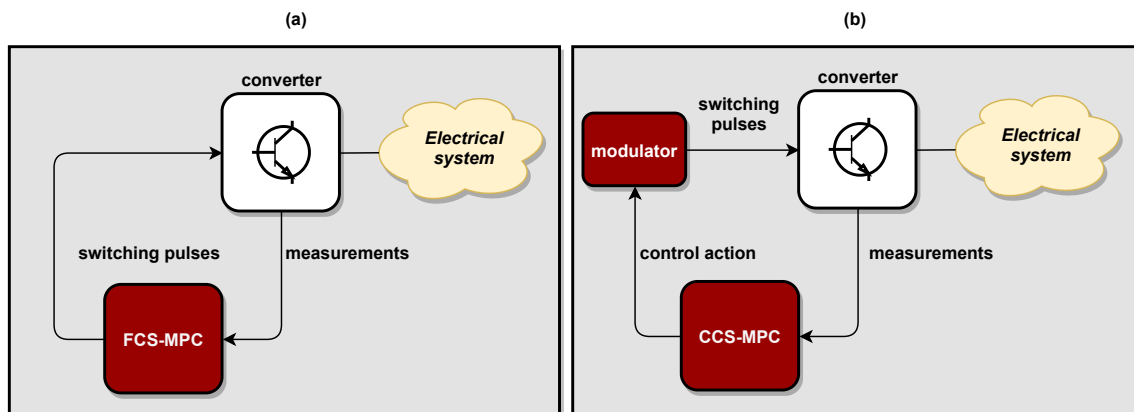 (a)
converter
Electrical
system
switching pulses
measurements
FCS-MPC
(b)
converter
switching
pulses
modulator
Electrical
system
control action
measurements
CCS-MPC